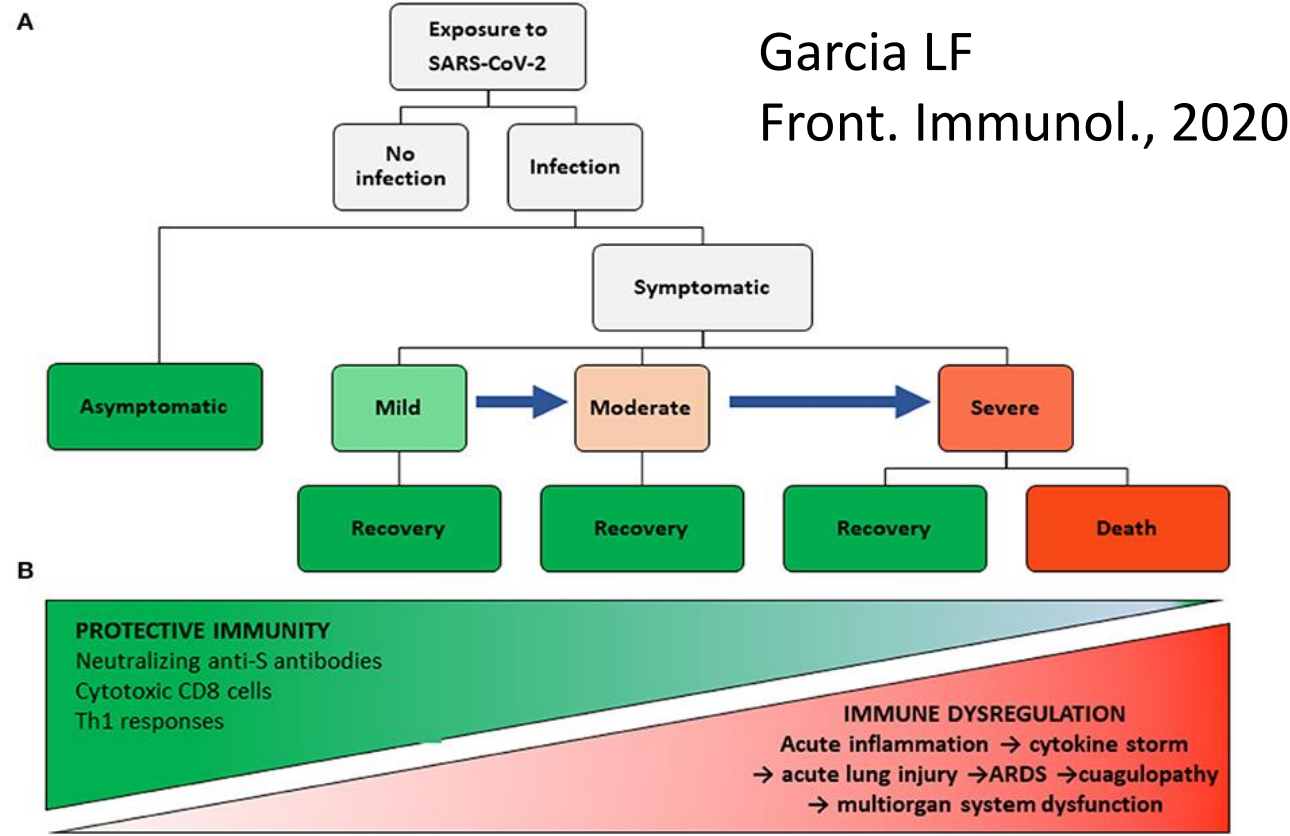 A
Exposure to
SARS-CoV-2
Garcia LF
Front. Immunol., 2020
No
infection
Infection
Symptomatic
Asymptomatic
Mild
Moderate
Severe
Recovery
Recovery
Recovery
Death
B
PROTECTIVE IMMUNITY
Neutralizing anti-S antibodies
Cytotoxic CD8 cells
Th1 responses
IMMUNE DYSREGULATION
Acute inflammation → cytokine storm
→ acute lung injury →ARDS →cuagulopathy
→ multiorgan system dysfunction